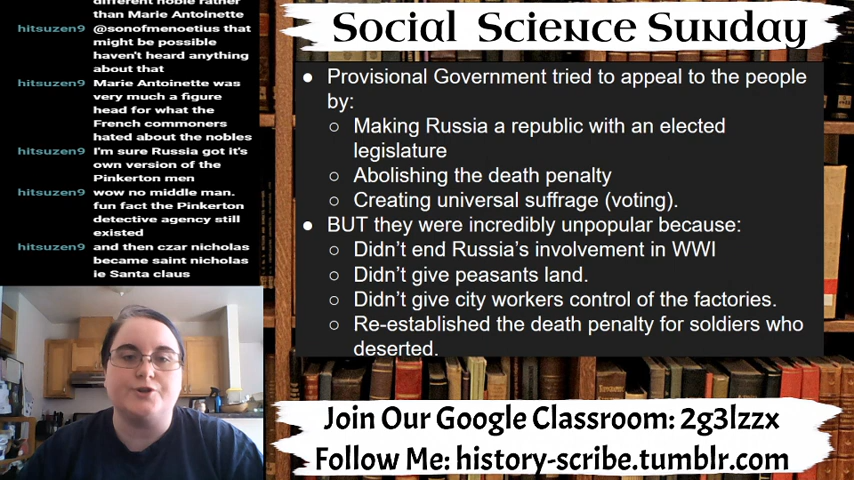 different noble rather
than Marie Antoinette
hitsuzen9 @sonofmenoetius that
might be possible
haven't heard anything
about that
hitsuzen9 Marie Antoinette was
very much a figure
head for what the
French commoners
hated about the nobles
hitsuzen9 I'm sure Russia got it's
own version of the
Pinkerton men
hitsuzen9 wow no middle man.
fun fact the Pinkerton
detective agency still
existed
hitsuzen9 and then czar nicholas
became saint nicholas
ie Santa claus
Social Science Sunday
● Provisional Government tried to appeal to the people
by:
○ Making Russia a republic with an elected
legislature
○ Abolishing the death penalty
○ Creating universal suffrage (voting).
● BUT they were incredibly unpopular because:
○ Didn't end Russia's involvement in WWI
○ Didn't give peasants land.
○ Didn't give city workers control of the factories.
○ Re-established the death penalty for soldiers who
deserted.
Join Our Google Classroom: 2g3lzzx
Follow Me: history-scribe.tumblr.com